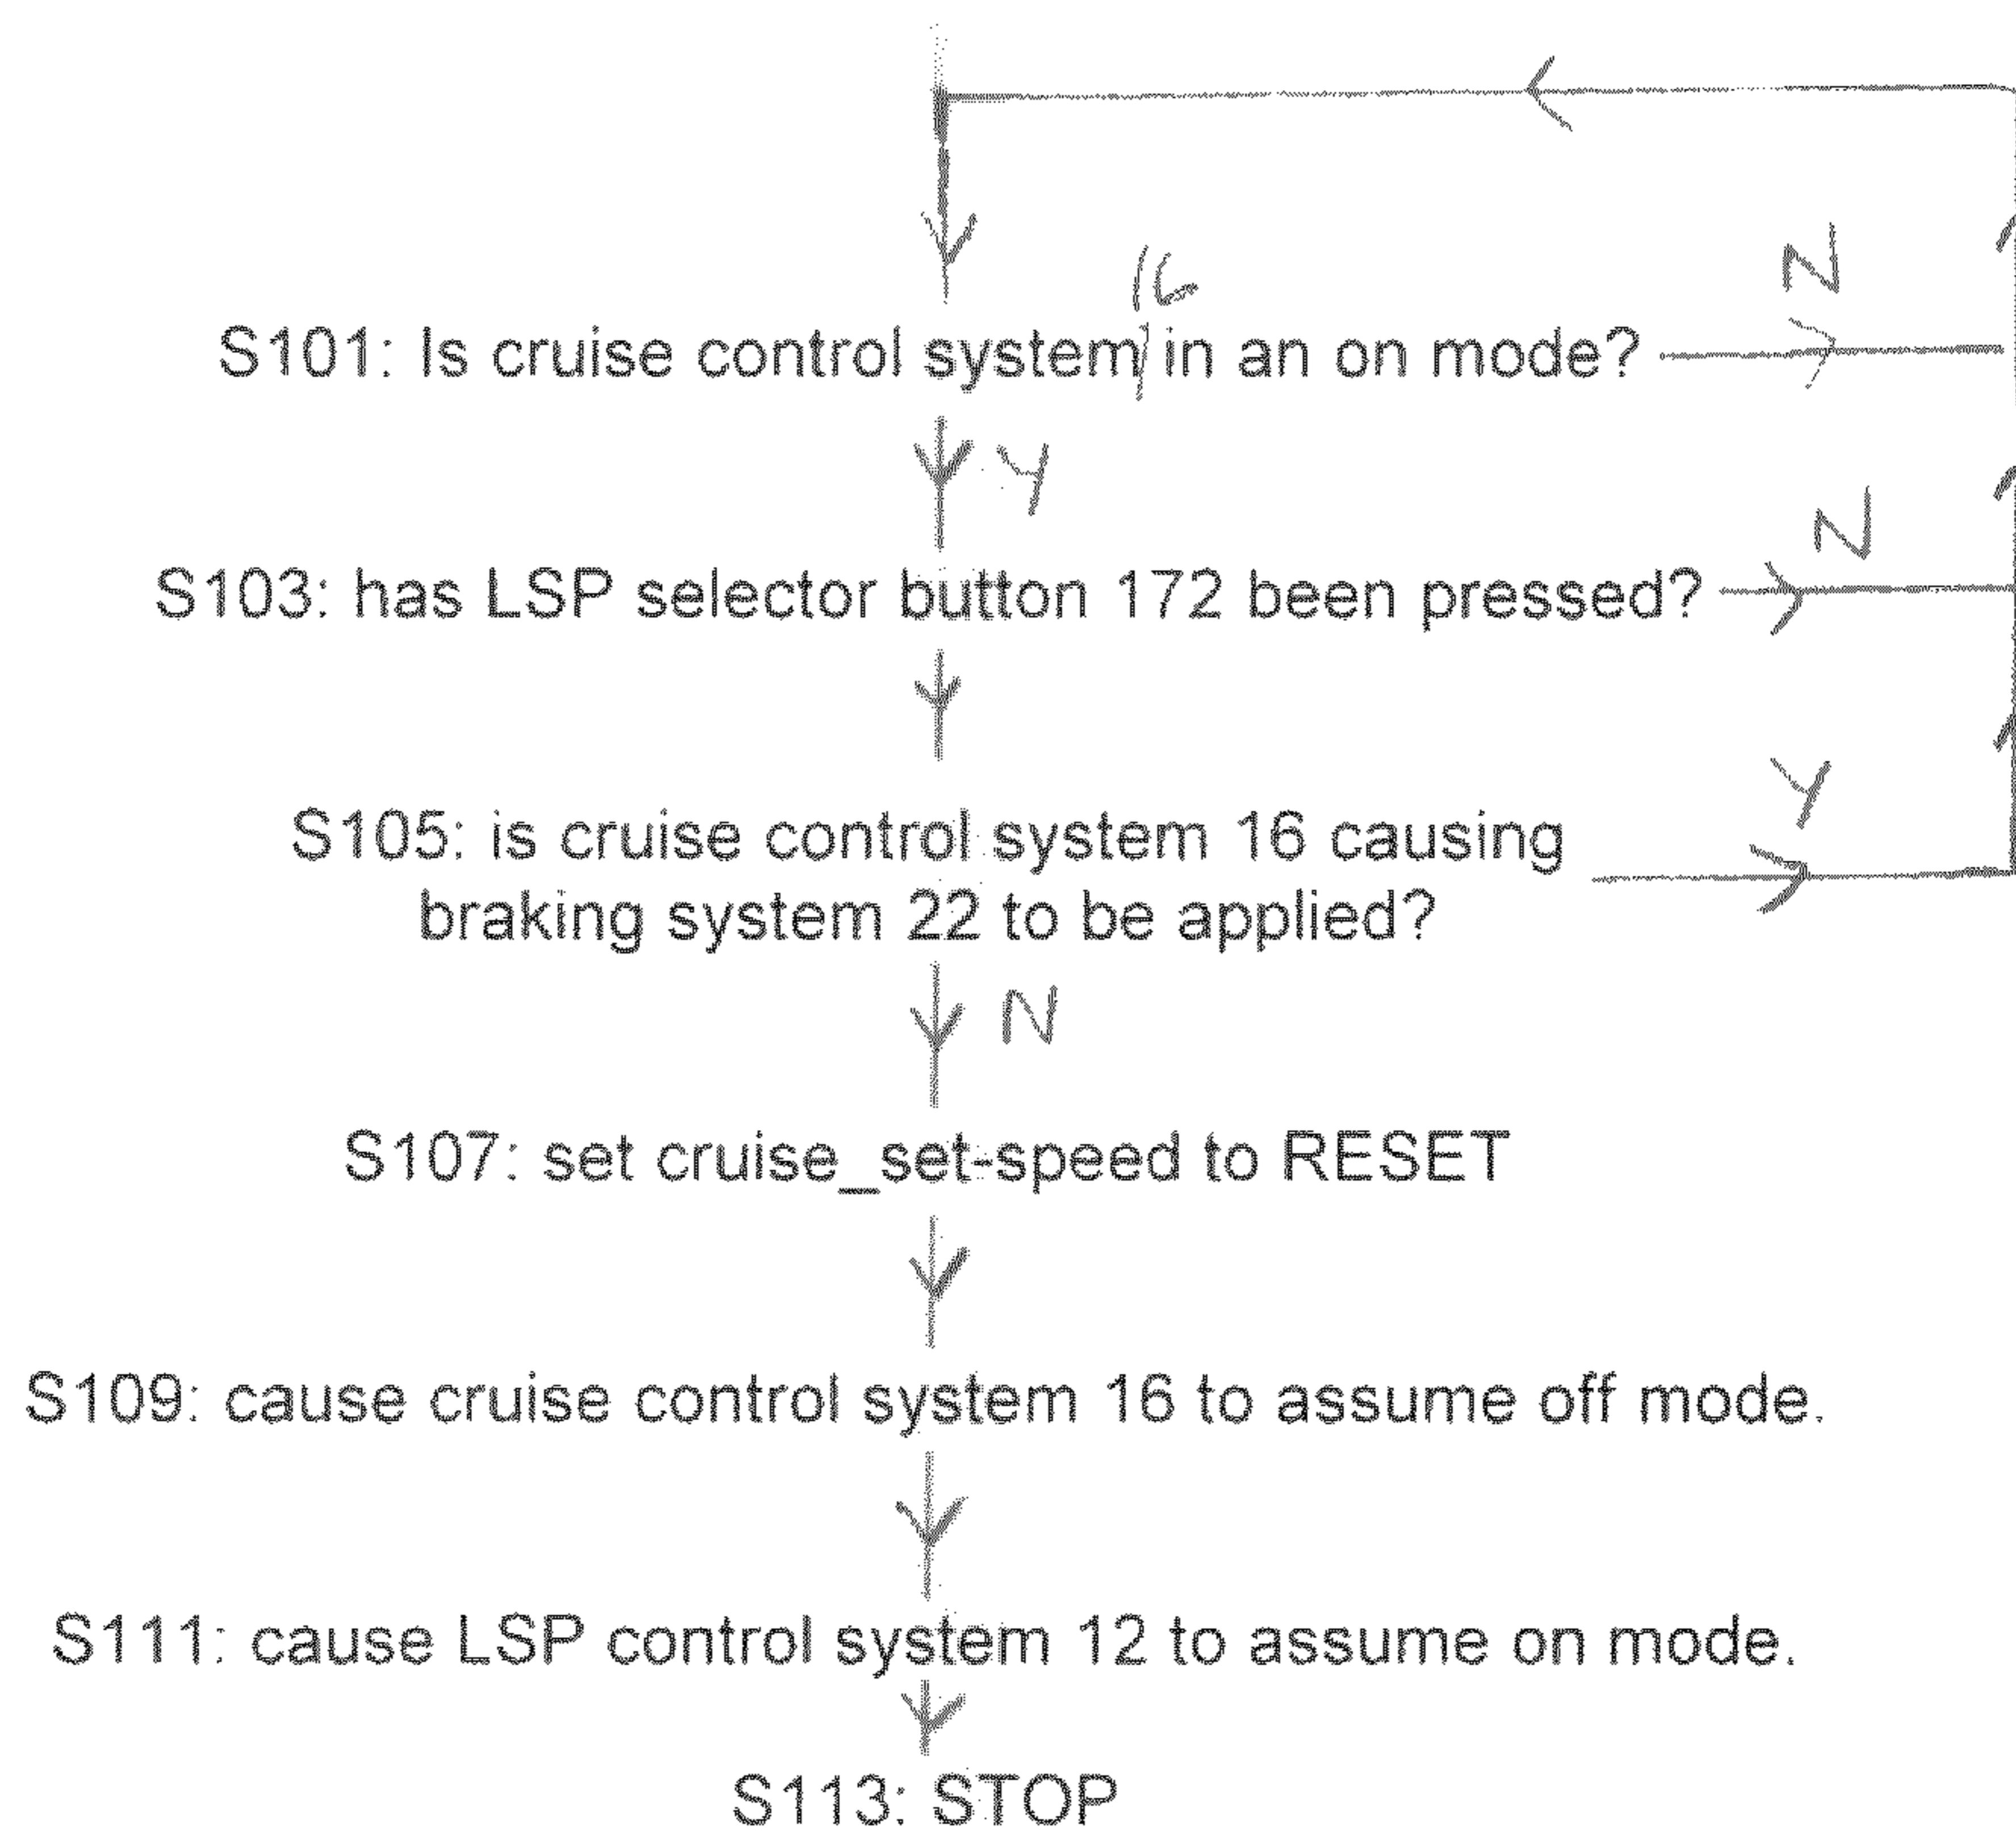 16
S101: Is cruise control system in an on mode?
N
Y
S103: has LSP selector button 172 been pressed?
N
S105: is cruise control system 16 causing
braking system 22 to be applied?
Y
N
S107: set cruise_set-speed to RESET
S109: cause cruise control system 16 to assume off mode.
S111: cause LSP control system 12 to assume on mode.
S113: STOP